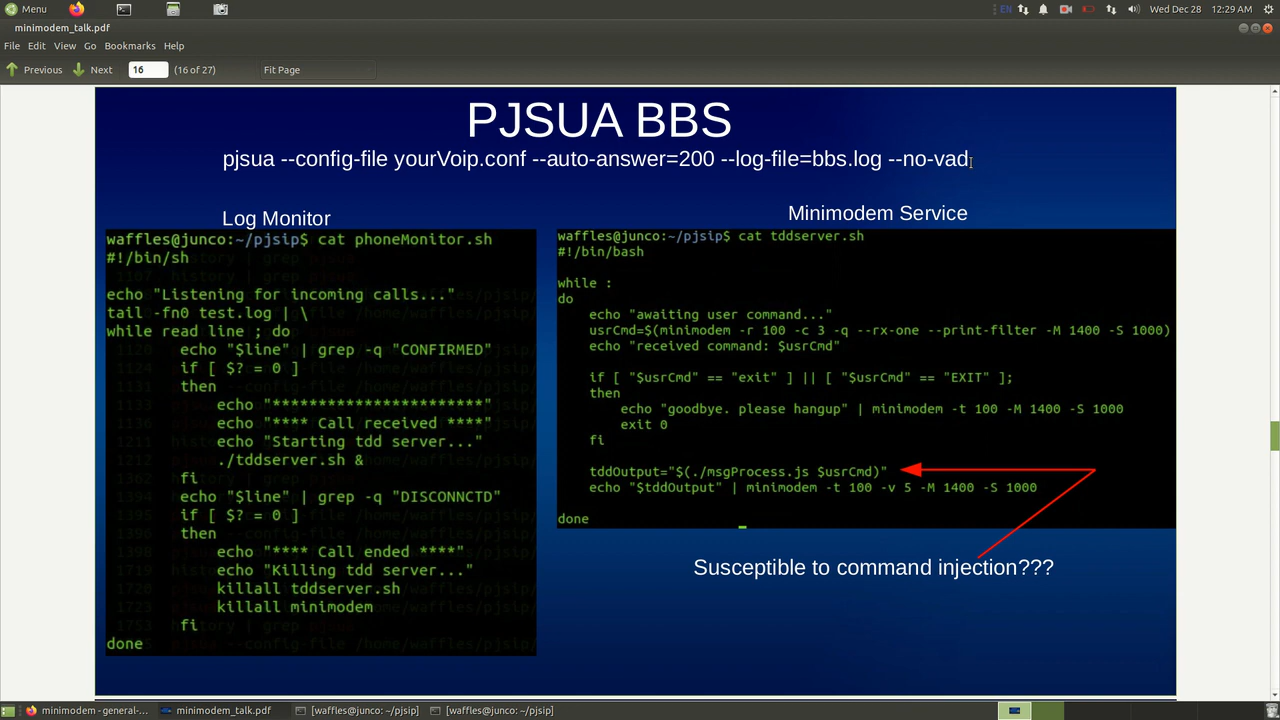 Menu
EN
Wed Dec 28 12:29 AM
minimodem_talk.pdf
File Edit View Go Bookmarks Help
Previous Next 16 (16 of 27) Fit Page
PJSUA BBS
pjsua --config-file yourVoip.conf --auto-answer=200 --log-file=bbs.log --no-vad
Log Monitor
waffles@junco:~/pjsip$ cat phoneMonitor.sh
#!/bin/sh
echo "Listening for incoming calls..."
tail -fn0 test.log | \
while read line ; do
echo "$line" | grep -q "CONFIRMED"
if [ $? = 0 ]
then
echo "***********************"
echo "**** Call received ****"
echo "Starting tdd server..."
./tddserver.sh &
fi
echo "$line" | grep -q "DISCONNCTD"
if [ $? = 0 ]
then
echo "**** Call ended ****"
echo "Killing tdd server..."
killall tddserver.sh
killall minimodem
fi
done
Minimodem Service
waffles@junco:~/pjsip$ cat tddserver.sh
#!/bin/bash
while :
do
echo "awaiting user command..."
usrCmd=$(minimodem -r 100 -c 3 -q --rx-one --print-filter -M 1400 -S 1000)
echo "received command: $usrCmd"
if [ "$usrCmd" == "exit" ] || [ "$usrCmd" == "EXIT" ];
then
echo "goodbye. please hangup" | minimodem -t 100 -M 1400 -S 1000
exit 0
fi
tddOutput="$(./msgProcess.js $usrCmd)"
echo "$tddOutput" | minimodem -t 100 -v 5 -M 1400 -S 1000
done
Susceptible to command injection???
minimodem - general-... minimodem_talk.pdf [waffles@junco: ~/pjsip] [waffles@junco: ~/pjsip]